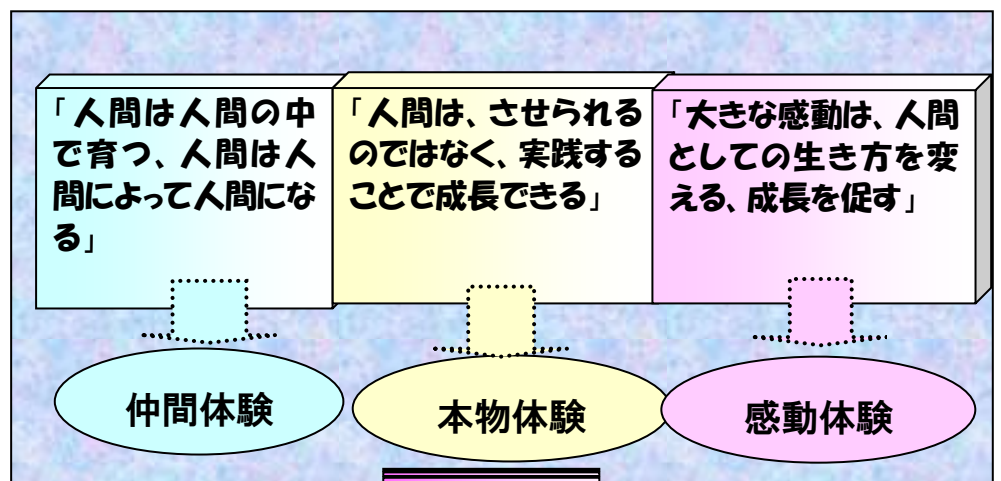 「人間は人間の中
で育つ、人間は人
間によって人間にな
る」
「人間は、させられる
のではなく、実践する
ことで成長できる」
「大きな感動は、人間
としての生き方を変
える、成長を促す」
仲間体験
本物体験
感動体験